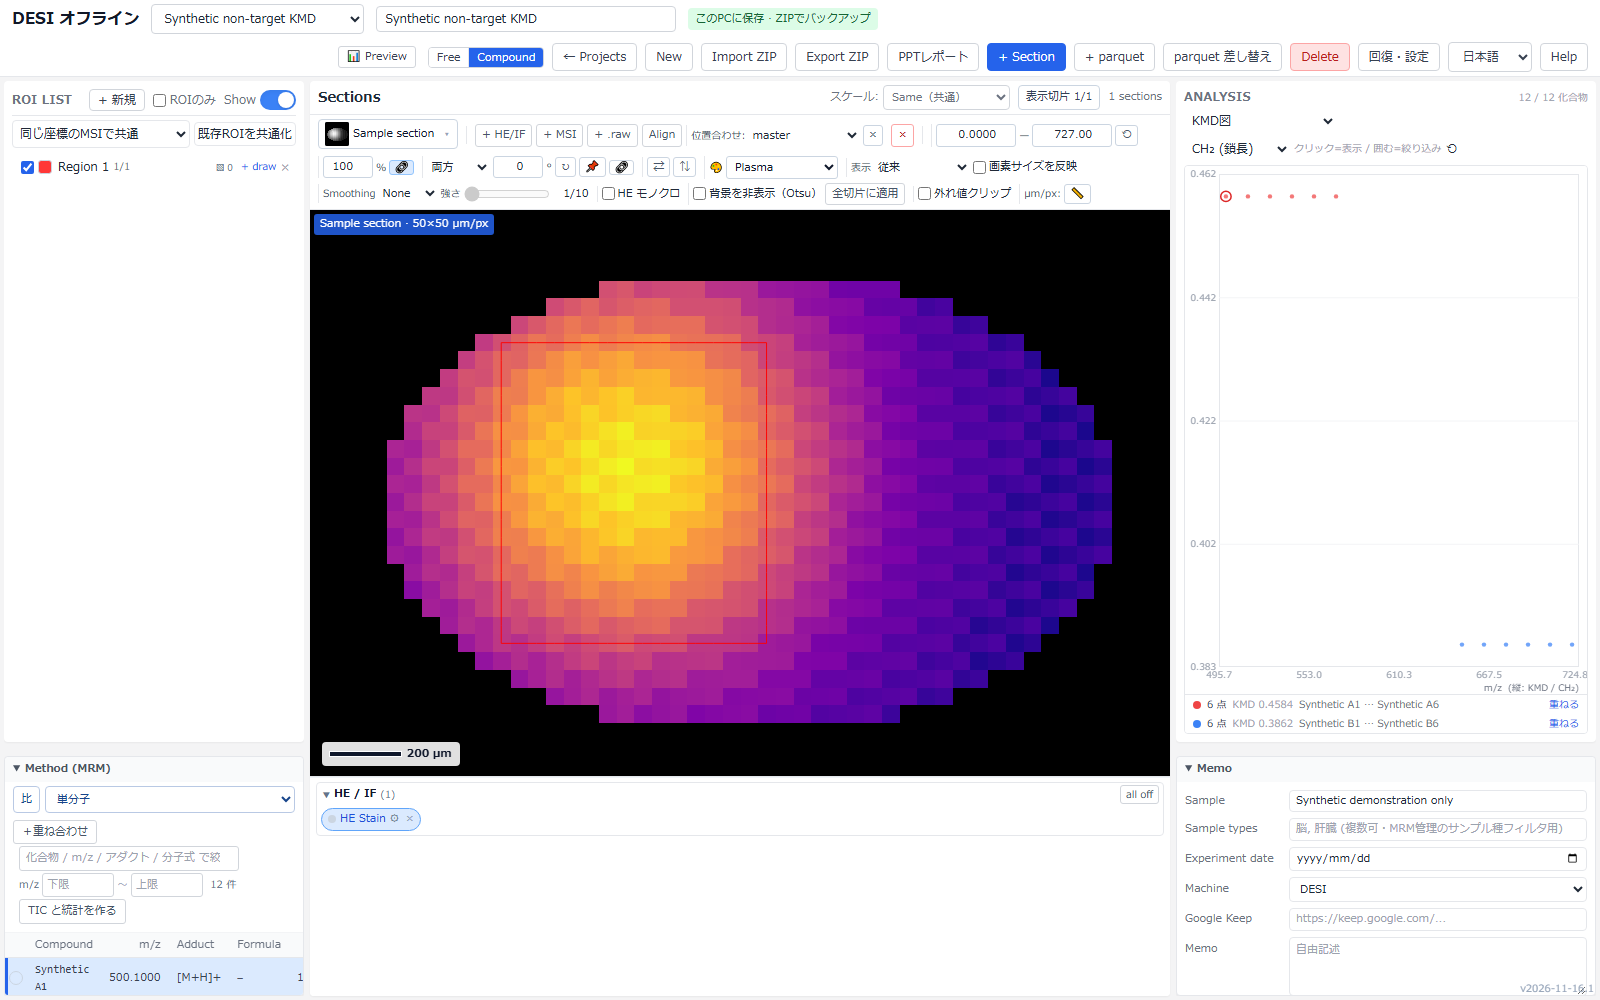 DESI オフライン
Synthetic non-target KMD
Synthetic non-target KMD
このPCに保存・ZIPでバックアップ
Preview
Free
Compound
← Projects
New
Import ZIP
Export ZIP
PPTレポート
+ Section
+ parquet
parquet 差し替え
Delete
回復・設定
日本語
Help
ROI LIST
+ 新規
ROIのみ
Show
同じ座標のMSIで共通
既存ROIを共通化
Region 1 1/1
0
+ draw ×
Sections
スケール:
Same（共通）
表示切片 1/1
1 sections
Sample section
+ HE/IF
+ MSI
+ .raw
Align
位置合わせ:
master
×
×
0.0000
—
727.00
100
%
両方
0
°
Plasma
表示
従来
画素サイズを反映
Smoothing
None
強さ
1/10
HE モノクロ
背景を非表示（Otsu）
全切片に適用
外れ値クリップ
μm/px:
Sample section · 50×50 μm/px
200 μm
HE / IF (1)
all off
HE Stain
×
ANALYSIS
12 / 12 化合物
KMD図
CH₂ (鎖長)
クリック=表示 / 囲む=絞り込み
0.462
0.442
0.422
0.402
0.383
495.7
553.0
610.3
667.5
724.8
m/z (縦: KMD / CH₂)
6 点 KMD 0.4584 Synthetic A1 ··· Synthetic A6
重ねる
6 点 KMD 0.3862 Synthetic B1 ··· Synthetic B6
重ねる
Method (MRM)
比
単分子
+重ね合わせ
化合物 / m/z / アダクト / 分子式 で絞
m/z
下限
～
上限
12 件
TIC と統計を作る
Compound
m/z
Adduct
Formula
Synthetic A1
500.1000
[M+H]+
–
1
Memo
Sample
Synthetic demonstration only
Sample types
脳, 肝臓 (複数可・MRM管理のサンプル種フィルタ用)
Experiment date
yyyy/mm/dd
Machine
DESI
Google Keep
https://keep.google.com/...
Memo
自由記述
v2026-11-16.1